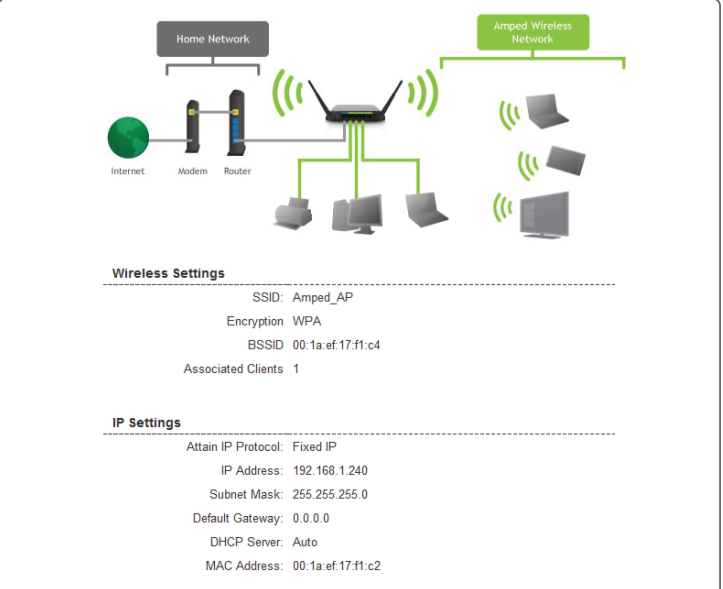 Home Network
Amped Wireless
Network
Internet
Modem
Router
Wireless Settings
SSID: Amped_AP
Encryption WPA
BSSID 00:1a:ef:17:f1:c4
Associated Clients 1
IP Settings
Attain IP Protocol: Fixed IP
IP Address: 192.168.1.240
Subnet Mask: 255.255.255.0
Default Gateway: 0.0.0.0
DHCP Server: Auto
MAC Address: 00:1a:ef:17:f1:c2